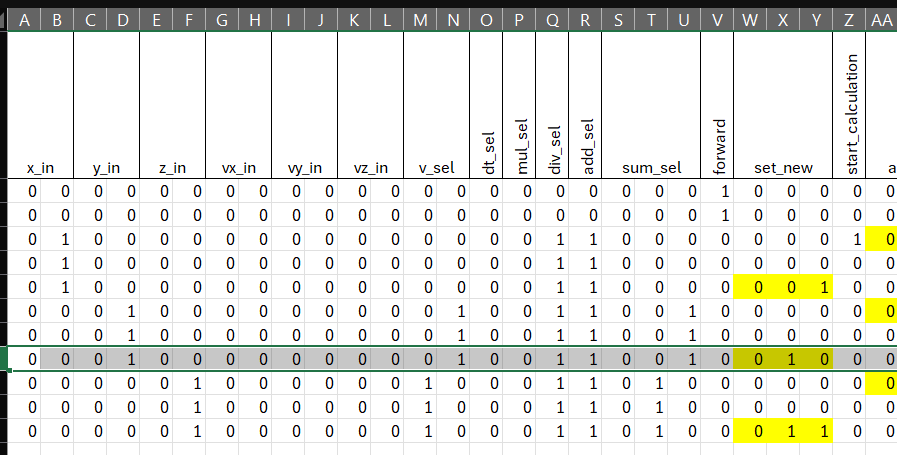 A B C D E F G H I J K L M N O P Q R S T U V W X Y Z AA
x_in y_in z_in vx_in vy_in vz_in v_sel dt_sel mul_sel div_sel add_sel sum_sel forward set_new start_calculation a
0 0 0 0 0 0 0 0 0 0 0 0 0 0 0 0 0 0 0 0 0 1 0 0 0 0 0
0 0 0 0 0 0 0 0 0 0 0 0 0 0 0 0 0 0 0 0 0 1 0 0 0 0 0
0 1 0 0 0 0 0 0 0 0 0 0 0 0 0 0 1 1 0 0 0 0 0 0 0 1 0
0 1 0 0 0 0 0 0 0 0 0 0 0 0 0 0 1 1 0 0 0 0 0 0 0 0 0
0 1 0 0 0 0 0 0 0 0 0 0 0 0 0 0 1 1 0 0 0 0 0 0 1 0 0
0 0 0 1 0 0 0 0 0 0 0 0 0 1 0 0 1 1 0 0 1 0 0 0 0 0 0
0 0 0 1 0 0 0 0 0 0 0 0 0 1 0 0 1 1 0 0 1 0 0 0 0 0 0
0 0 0 1 0 0 0 0 0 0 0 0 0 1 0 0 1 1 0 0 1 0 0 1 0 0 0
0 0 0 0 0 1 0 0 0 0 0 0 1 0 0 0 1 1 0 1 0 0 0 0 0 0 0
0 0 0 0 0 1 0 0 0 0 0 0 1 0 0 0 1 1 0 1 0 0 0 0 0 0 0
0 0 0 0 0 1 0 0 0 0 0 0 1 0 0 0 1 1 0 1 0 0 0 1 1 0 0